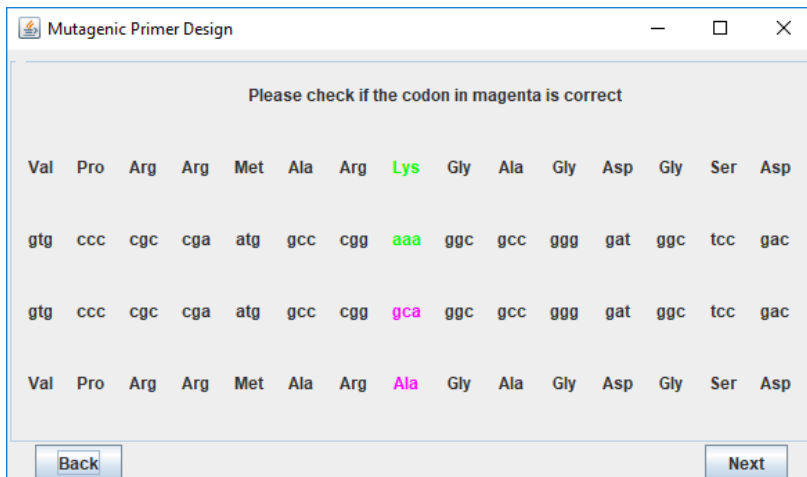 Mutagenic Primer Design
Please check if the codon in magenta is correct
Val Pro Arg Arg Met Ala Arg Lys Gly Ala Gly Asp Gly Ser Asp
gtg ccc cgc cga atg gcc cgg aaa ggc gcc ggg gat ggc tcc gac
gtg ccc cgc cga atg gcc cgg gca ggc gcc ggg gat ggc tcc gac
Val Pro Arg Arg Met Ala Arg Ala Gly Ala Gly Asp Gly Ser Asp
Back Next